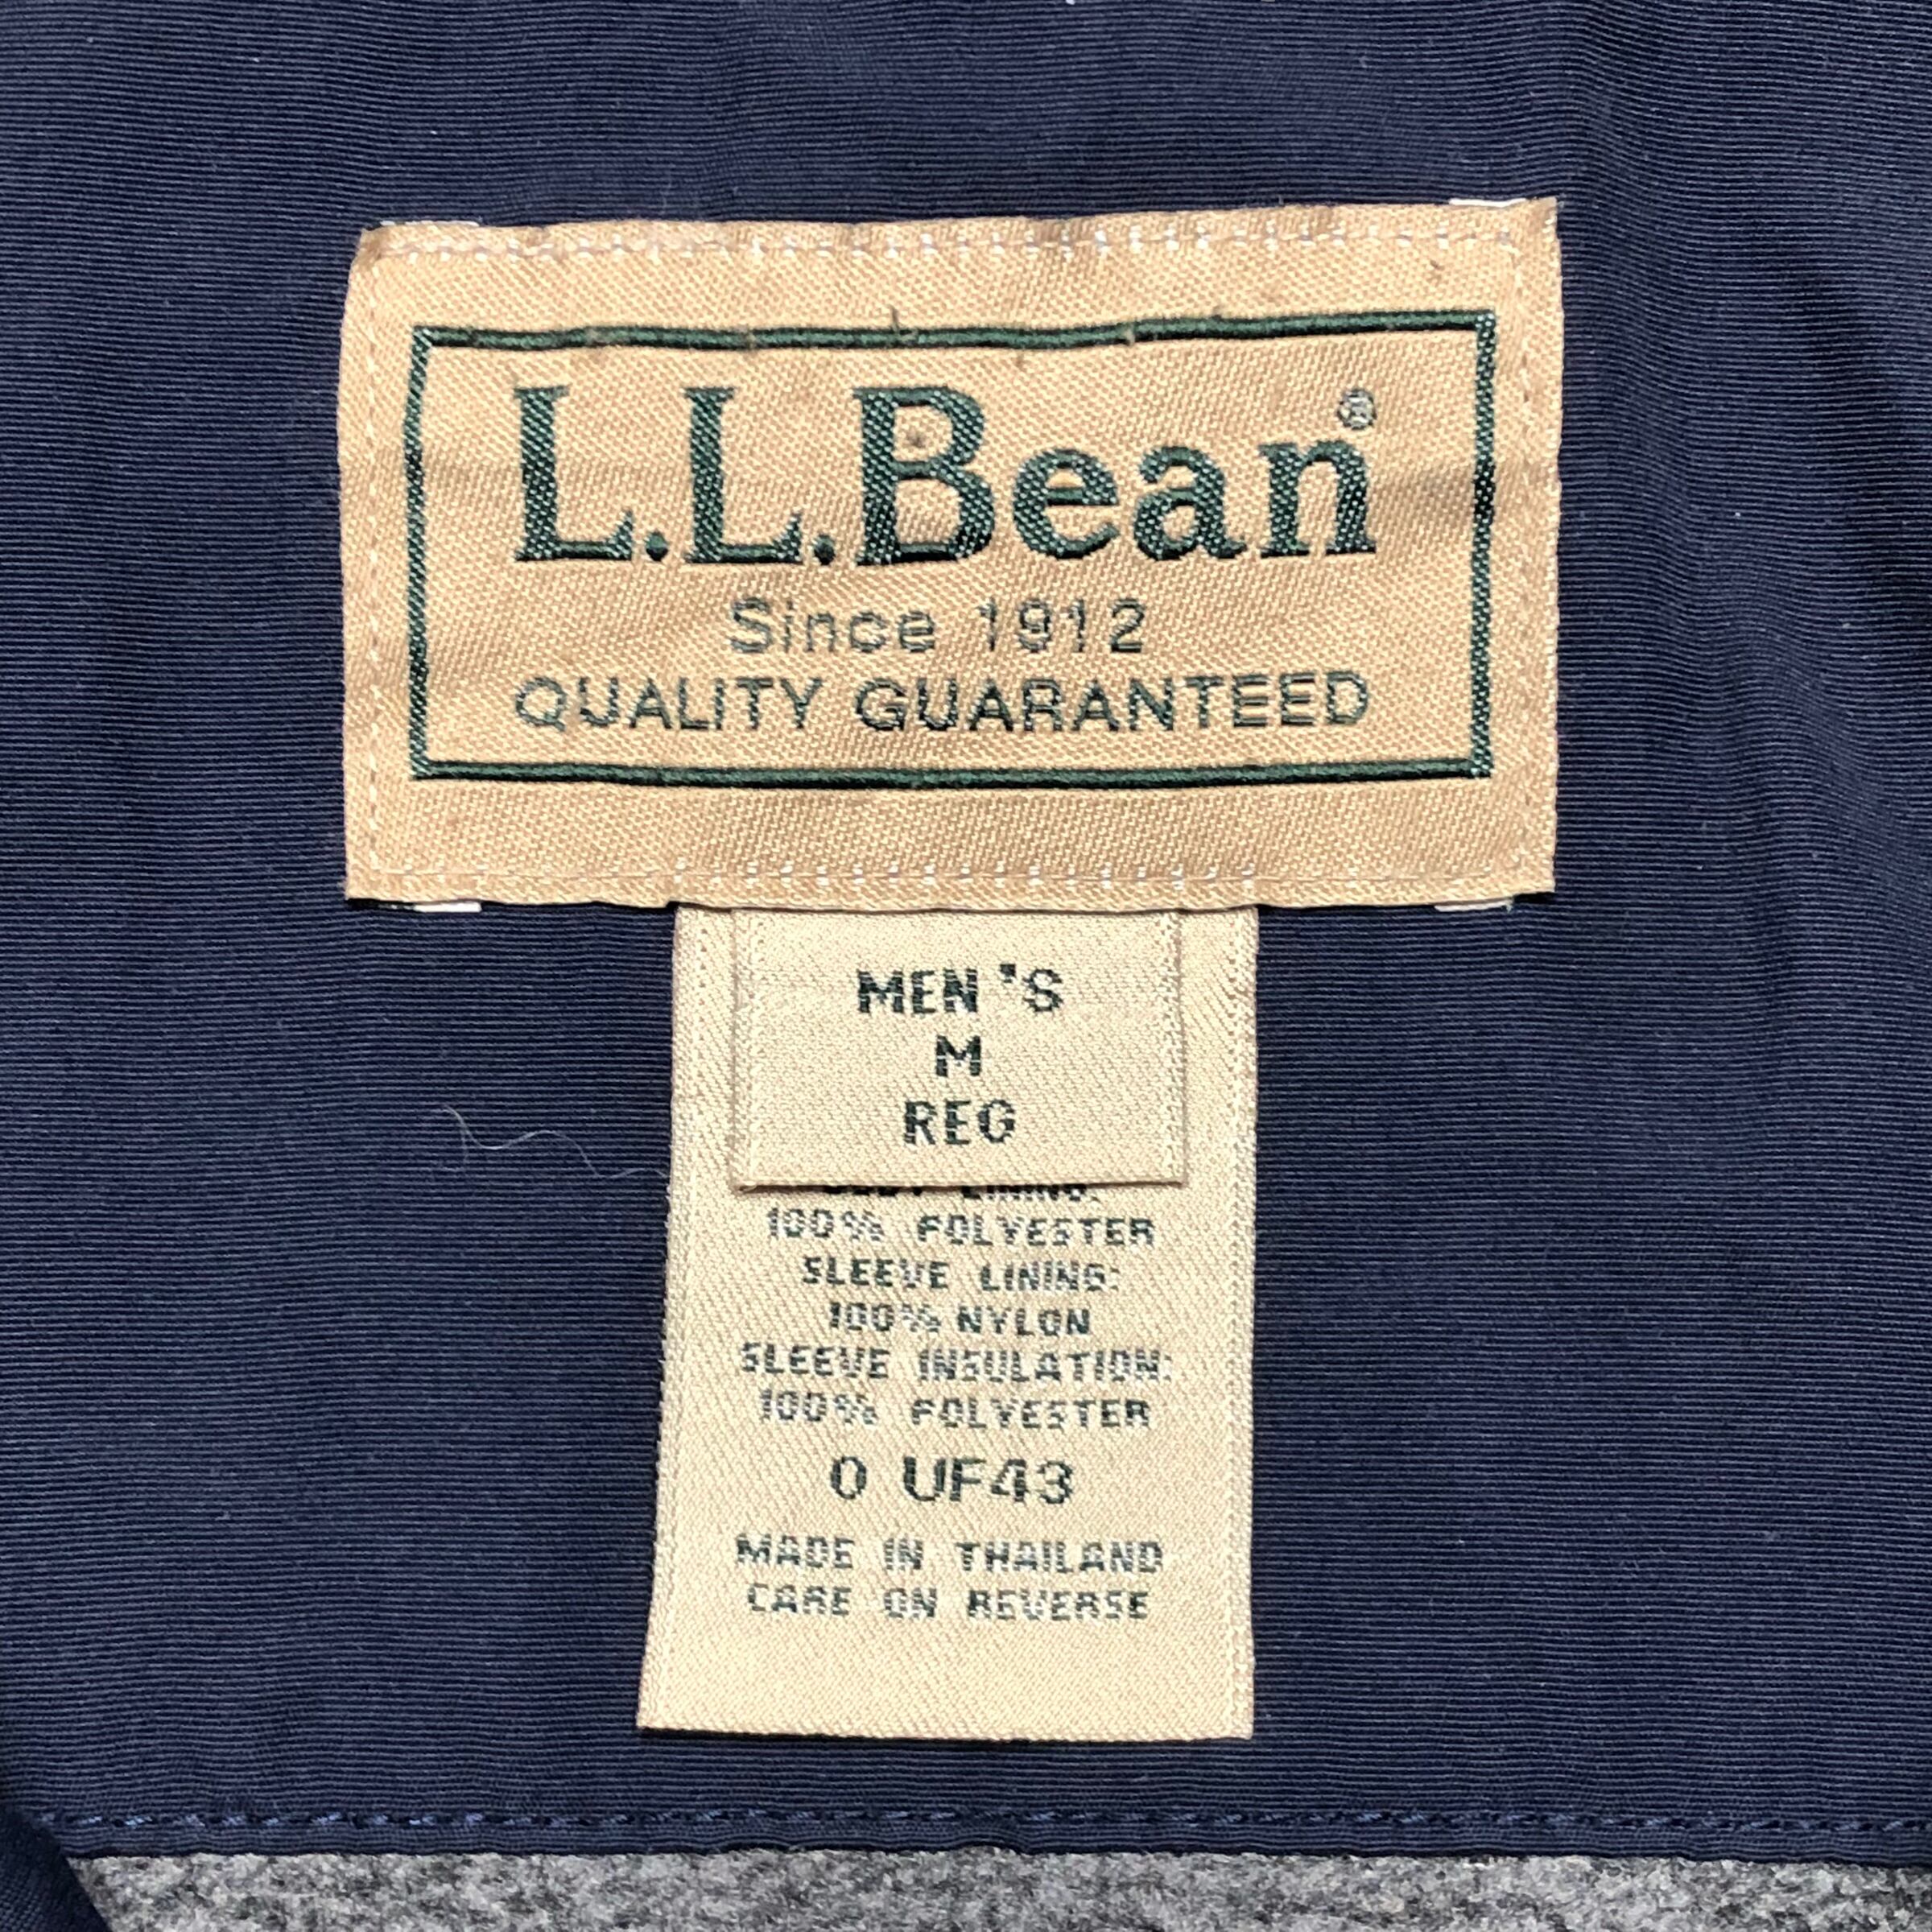 L.L.Bean®
Since 1912
QUALITY GUARANTEED
MEN'S
M
REG
LINING:
100% POLYESTER
SLEEVE LINING:
100% NYLON
SLEEVE INSULATION:
100% POLYESTER
0 UF43
MADE IN THAILAND
CARE ON REVERSE